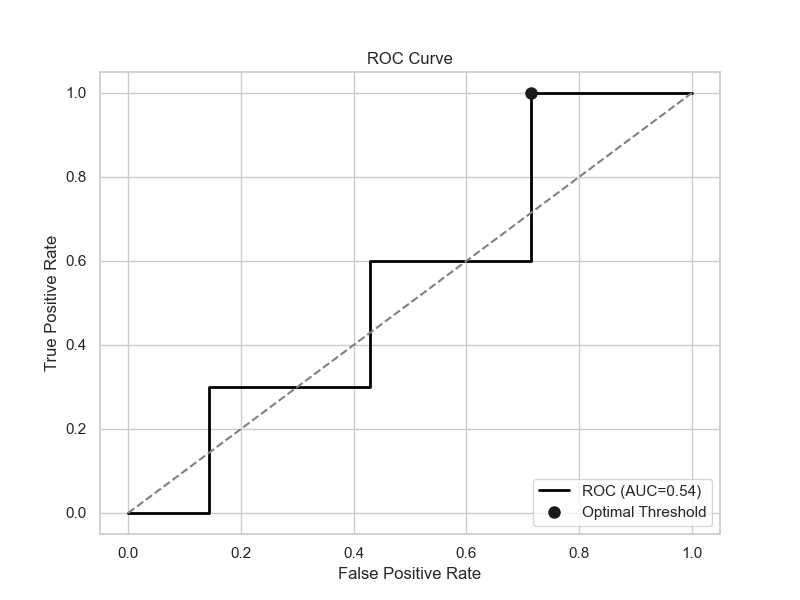 ROC Curve
1.0
0.8
0.6
0.4
0.2
0.0
True Positive Rate
ROC (AUC=0.54)
Optimal Threshold
0.0 0.2 0.4 0.6 0.8 1.0
False Positive Rate